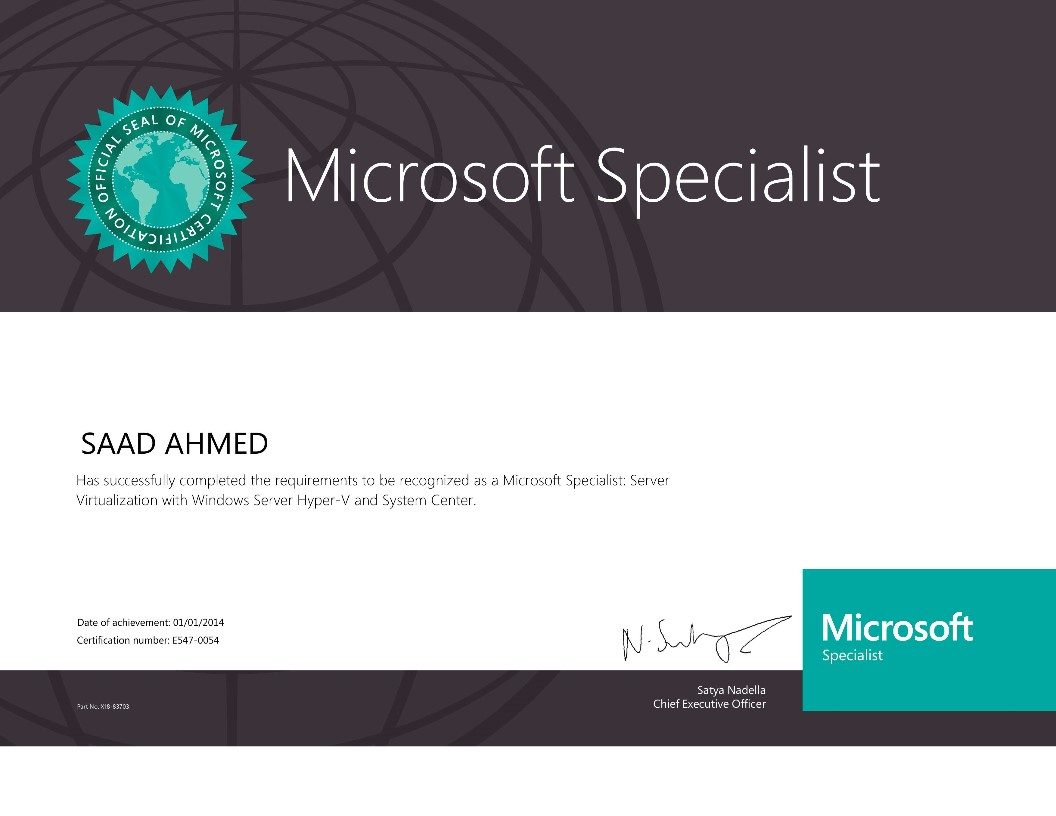 OFFICIAL SEAL OF MICROSOFT CERTIFICATION
Microsoft Specialist
SAAD AHMED
Has successfully completed the requirements to be recognized as a Microsoft Specialist: Server
Virtualization with Windows Server Hyper-V and System Center.
Date of achievement: 01/01/2014
Certification number: E547-0054
Microsoft
Specialist
Satya Nadella
Chief Executive Officer
Part No. X18-83703